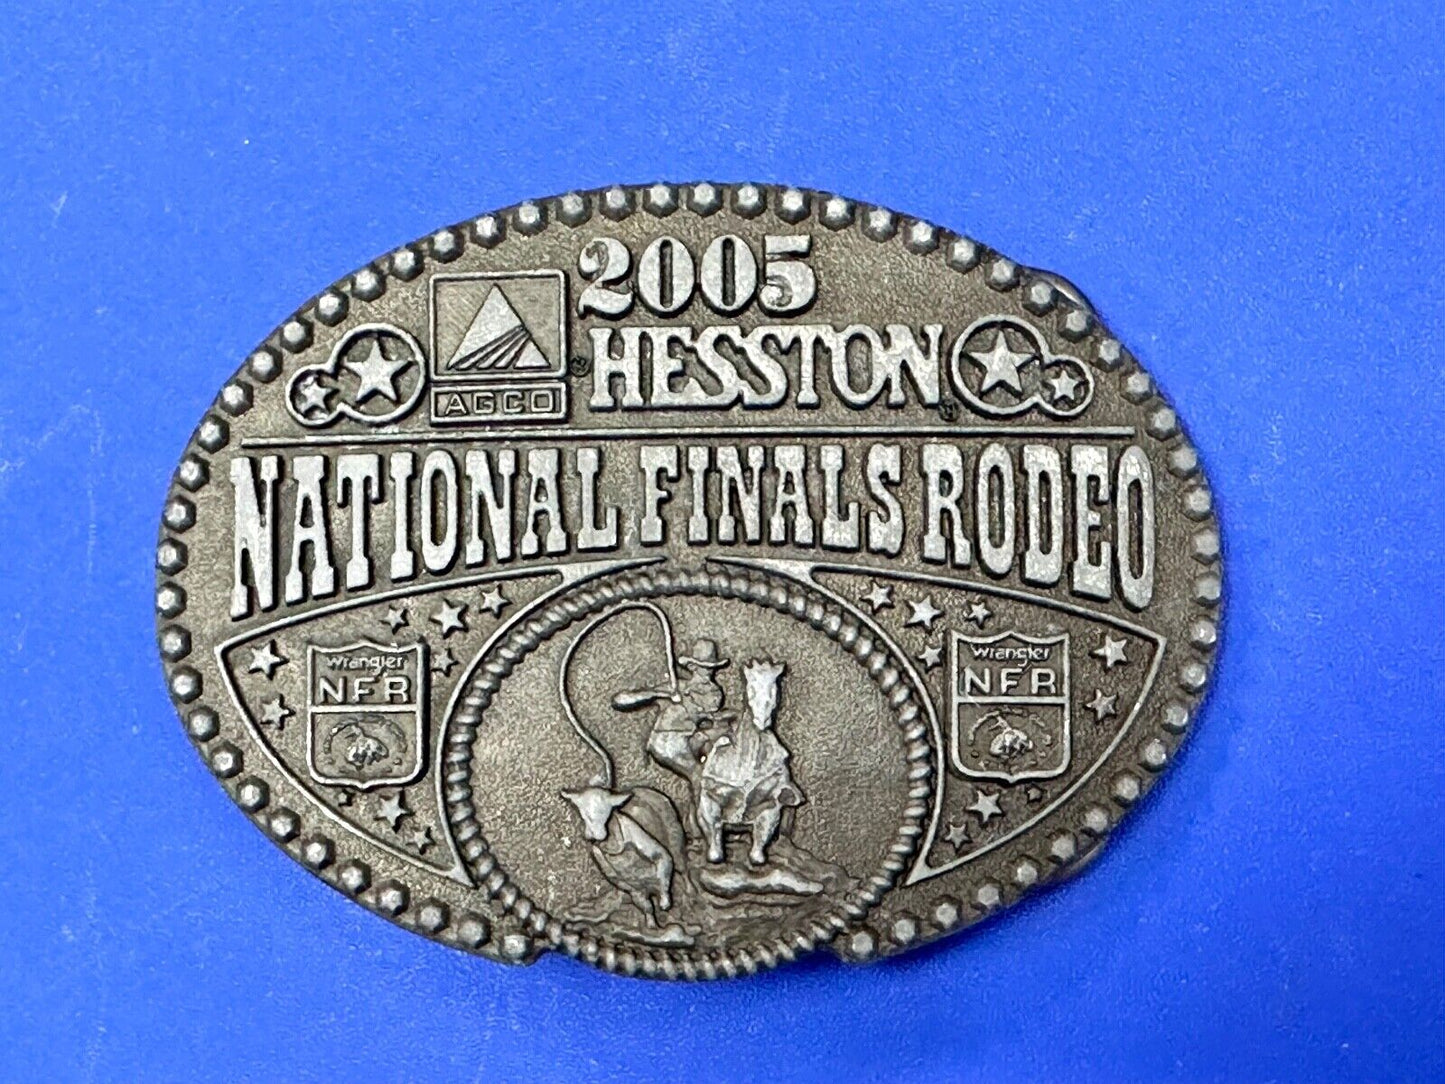 2005
HESSTON
AGCO
NATIONAL FINALS RODEO
Wrangler
NFR
Wrangler
NFR